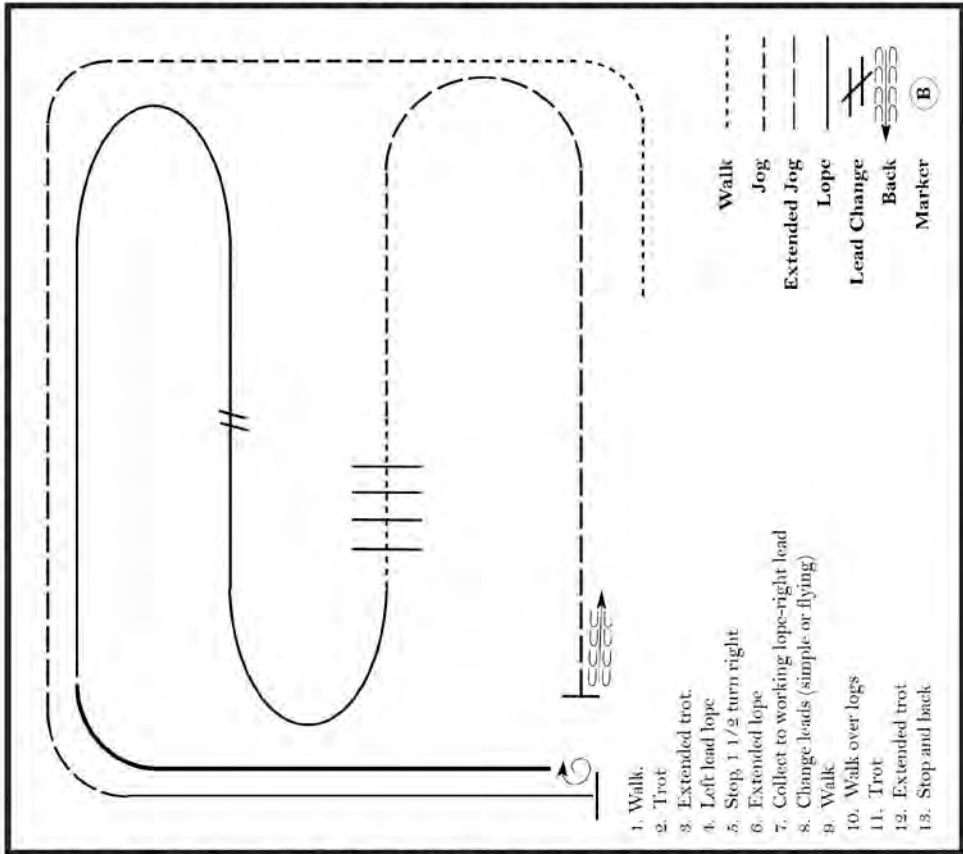 1. Walk.
2. Trot
3. Extended trot.
4. Left lead lope
5. Stop, 1 1/2 turn right
6. Extended lope
7. Collect to working lope-right lead
8. Change leads (simple or flying)
9. Walk
10. Walk over logs
11. Trot
12. Extended trot
13. Stop and back
Walk
Jog
Extended Jog
Lope
Lead Change
Back
Marker
B